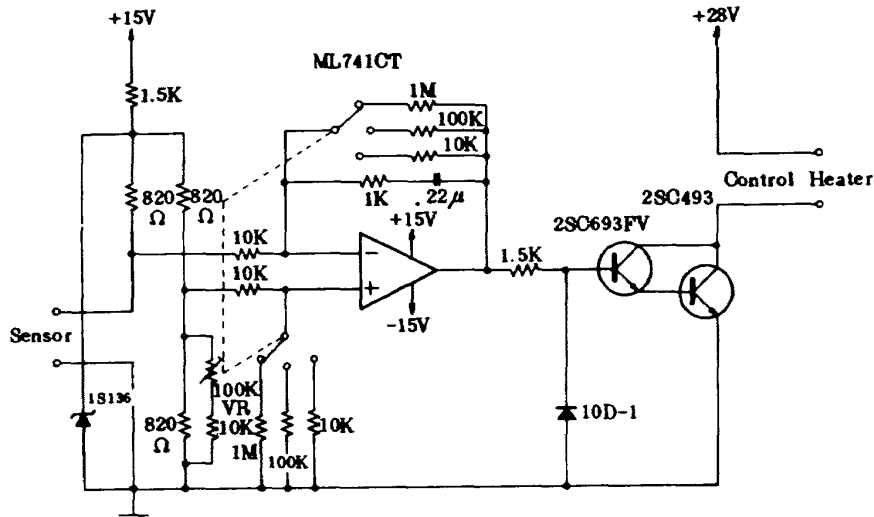 +15V
+28V
ML741CT
1.5K
1M
100K
10K
820
Ω
820
Ω
1K
.22μ
Control Heater
2SC493
2SC693FV
+15V
10K
−
10K
+
1.5K
-15V
Sensor
1S136
100K
VR
820
Ω
10K
1M
100K
10K
10D-1